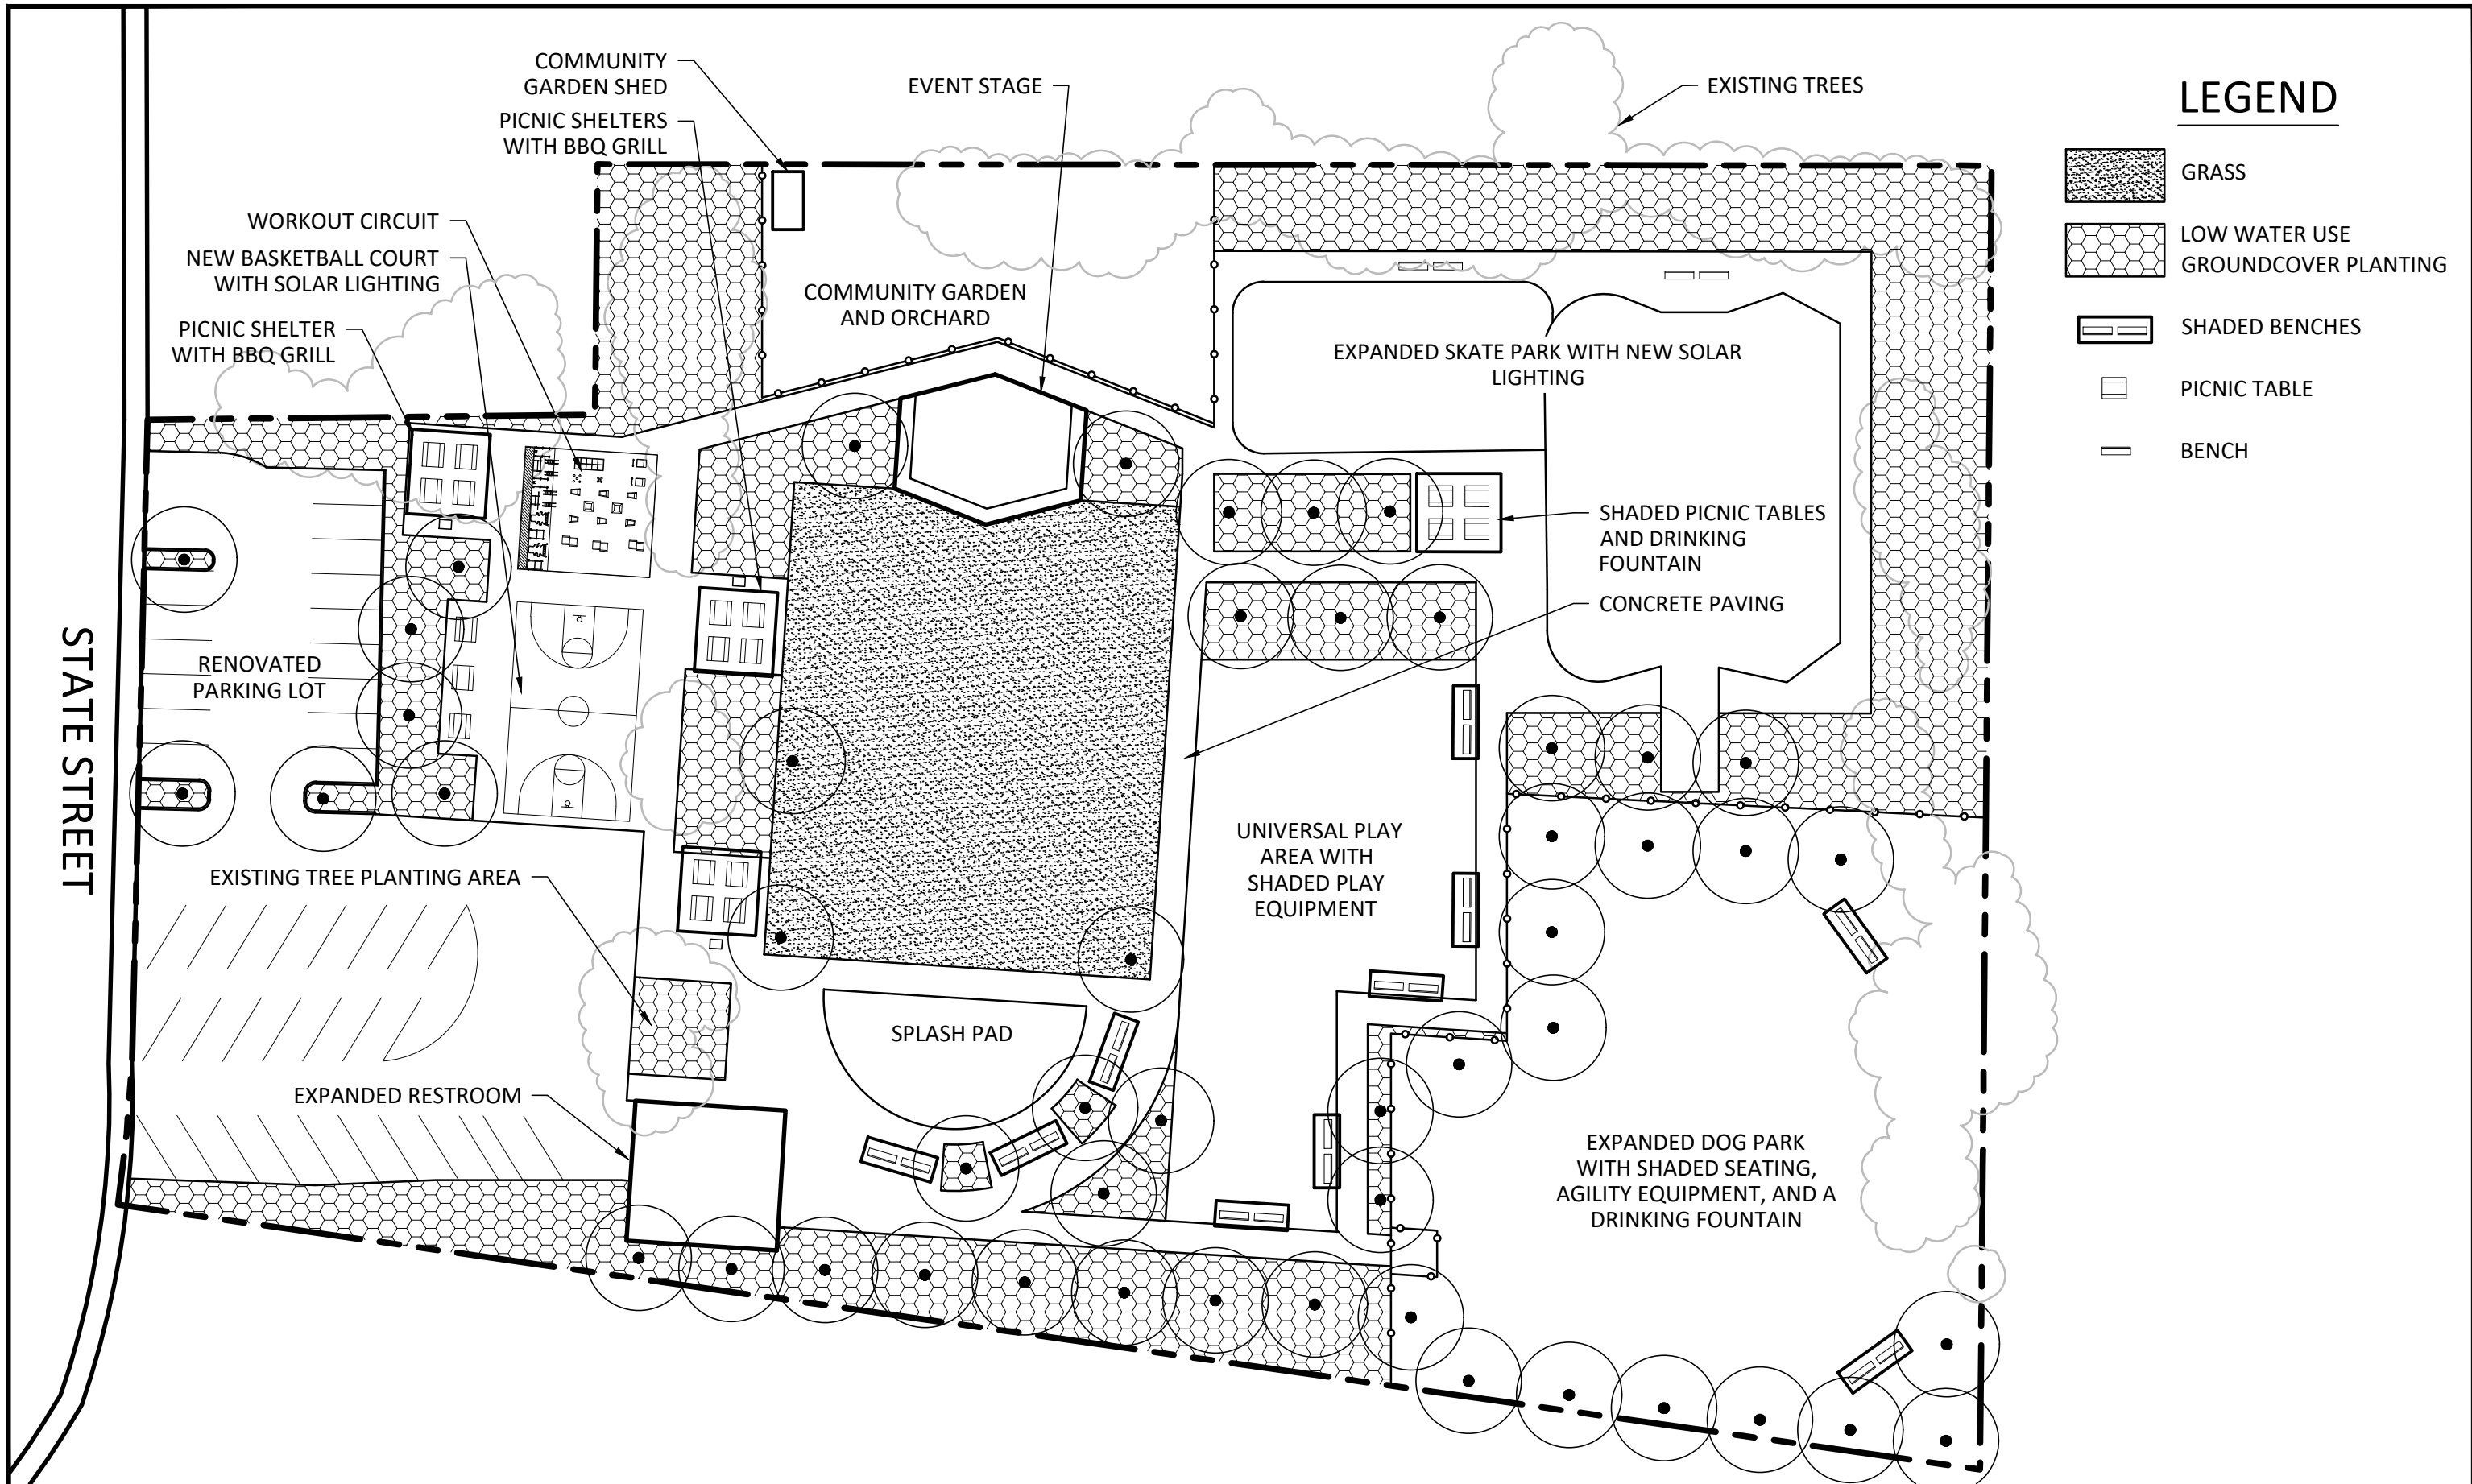 COMMUNITY
GARDEN SHED
PICNIC SHELTERS
WITH BBQ GRILL
EVENT STAGE
EXISTING TREES
WORKOUT CIRCUIT
NEW BASKETBALL COURT
WITH SOLAR LIGHTING
PICNIC SHELTER
WITH BBQ GRILL
COMMUNITY GARDEN
AND ORCHARD
EXPANDED SKATE PARK WITH NEW SOLAR
LIGHTING
SHADED PICNIC TABLES
AND DRINKING
FOUNTAIN
CONCRETE PAVING
STATE STREET
RENOVATED
PARKING LOT
UNIVERSAL PLAY
AREA WITH
SHADED PLAY
EQUIPMENT
EXISTING TREE PLANTING AREA
SPLASH PAD
EXPANDED RESTROOM
EXPANDED DOG PARK
WITH SHADED SEATING,
AGILITY EQUIPMENT, AND A
DRINKING FOUNTAIN
LEGEND
GRASS
LOW WATER USE
GROUNDCOVER PLANTING
SHADED BENCHES
PICNIC TABLE
BENCH